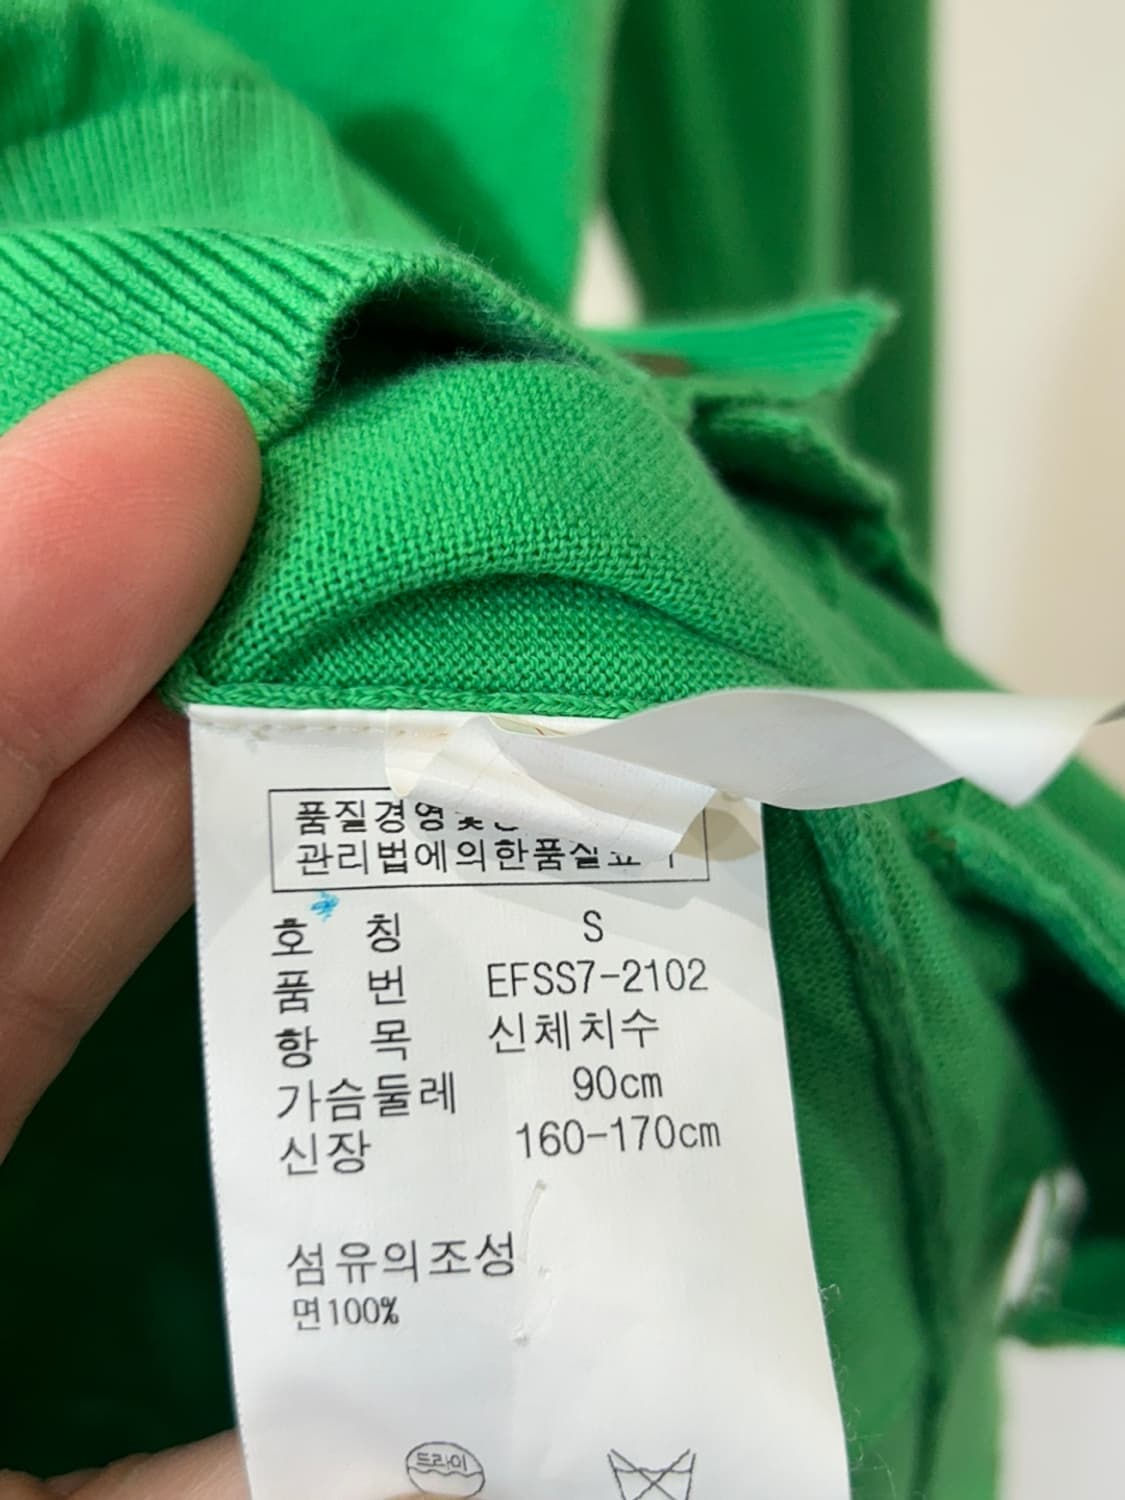 품질경영및
관리법에의한품질표
호 칭 S
품 번 EFSS7-2102
항 목 신체치수
가슴둘레 90cm
신장 160-170cm
섬유의조성
면100%
드라이